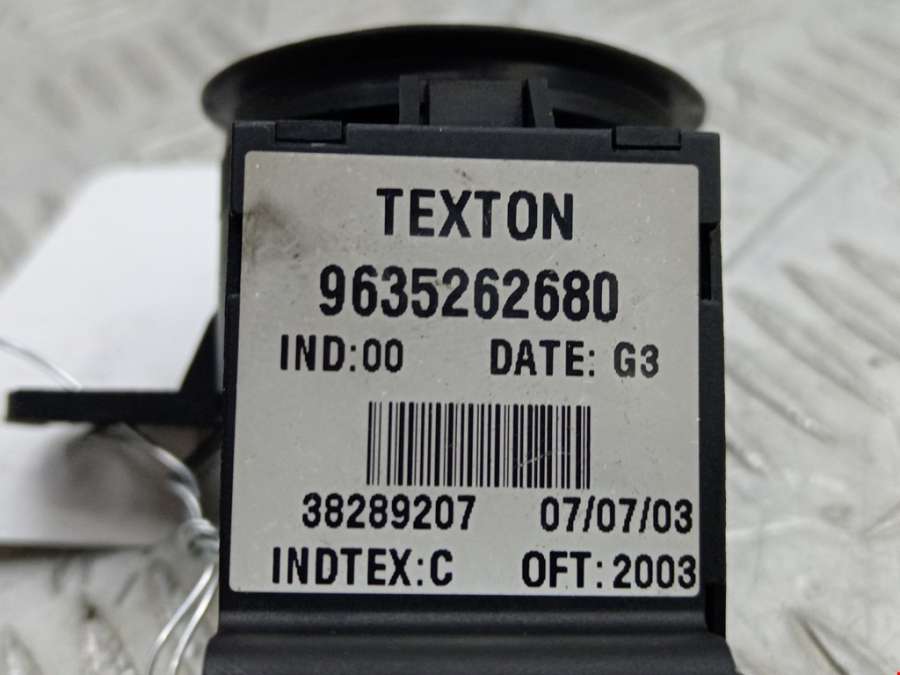 TEXTON
9635262680
IND:00 DATE: G3
38289207 07/07/03
INDTEX:C OFT:2003